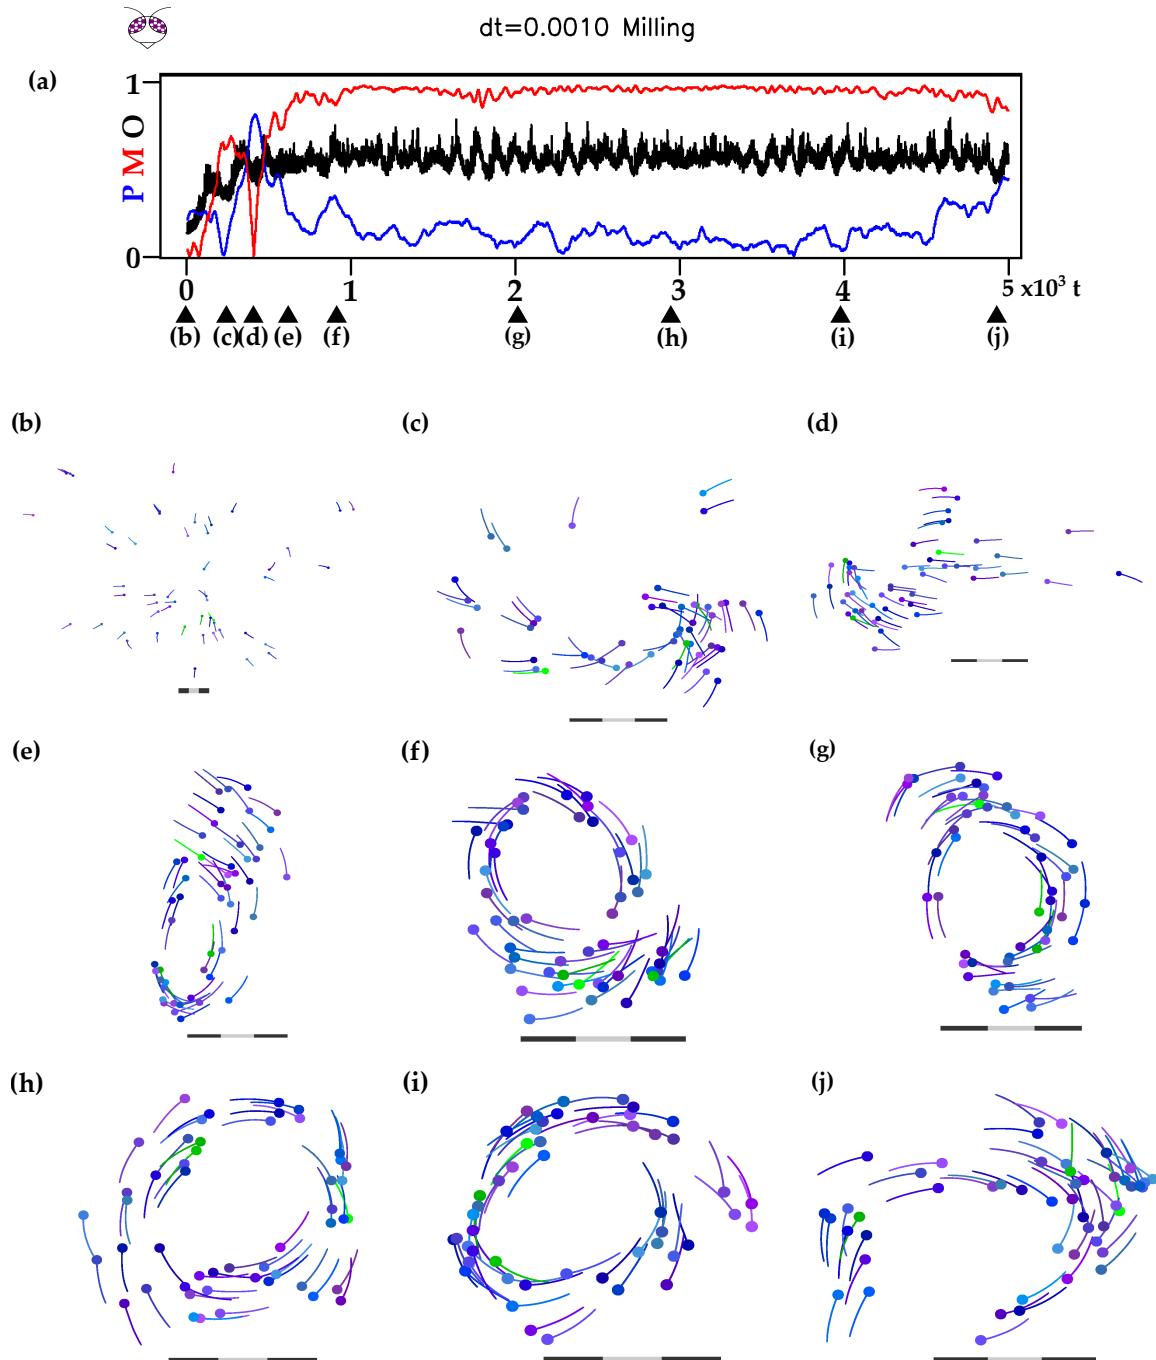 dt=0.0010 Milling
(a)
1
P M O
0
0 1 2 3 4 5 x10³ t
(b) (c) (d) (e) (f) (g) (h) (i) (j)
(b) (c) (d)
(e) (f) (g)
(h) (i) (j)